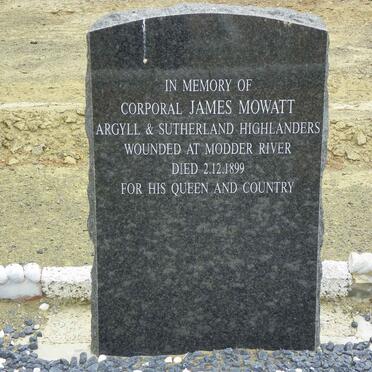 IN MEMORY OF
CORPORAL JAMES MOWATT
ARGYLL & SUTHERLAND HIGHLANDERS
WOUNDED AT MODDER RIVER
DIED 2.12.1899
FOR HIS QUEEN AND COUNTRY